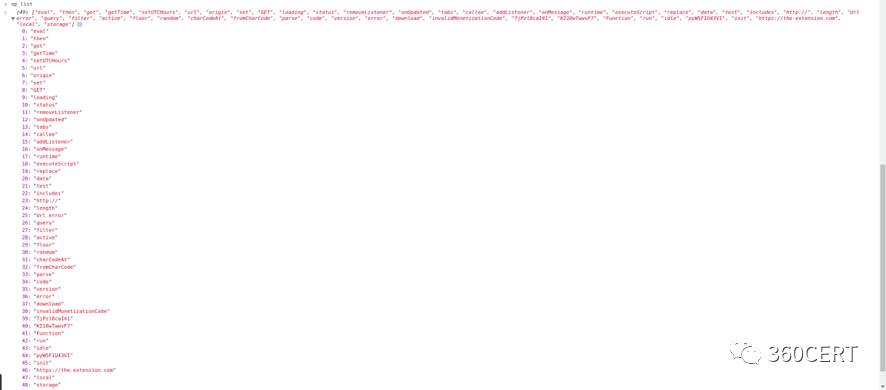 op_list
(49) ["eval", "then", "get", "getTime", "setUTCHours", "url", "origin", "set", "GET", "loading", "status", "removeListener", "onUpdated", "tabs", "callee", "addListener", "onMessage", "runtime", "executeScript", "replace", "data", "test", "includes", "http://", "length", "Url
error", "query", "filter", "active", "floor", "random", "charCodeAt", "fromCharCode", "parse", "code", "version", "error", "download", "invalidMonetizationCode", "TjPzl8caI41", "KI10wTwwvF7", "Function", "run", "idle", "pyW5F1U43VI", "init", "https://the-extension.com",
"local", "storage"]
0: "eval"
1: "then"
2: "get"
3: "getTime"
4: "setUTCHours"
5: "url"
6: "origin"
7: "set"
8: "GET"
9: "loading"
10: "status"
11: "removeListener"
12: "onUpdated"
13: "tabs"
14: "callee"
15: "addListener"
16: "onMessage"
17: "runtime"
18: "executeScript"
19: "replace"
20: "data"
21: "test"
22: "includes"
23: "http://"
24: "length"
25: "Url error"
26: "query"
27: "filter"
28: "active"
29: "floor"
30: "random"
31: "charCodeAt"
32: "fromCharCode"
33: "parse"
34: "code"
35: "version"
36: "error"
37: "download"
38: "invalidMonetizationCode"
39: "TjPzl8caI41"
40: "KI10wTwwvF7"
41: "Function"
42: "run"
43: "idle"
44: "pyW5F1U43VI"
45: "init"
46: "https://the-extension.com"
47: "local"
48: "storage"
360CERT